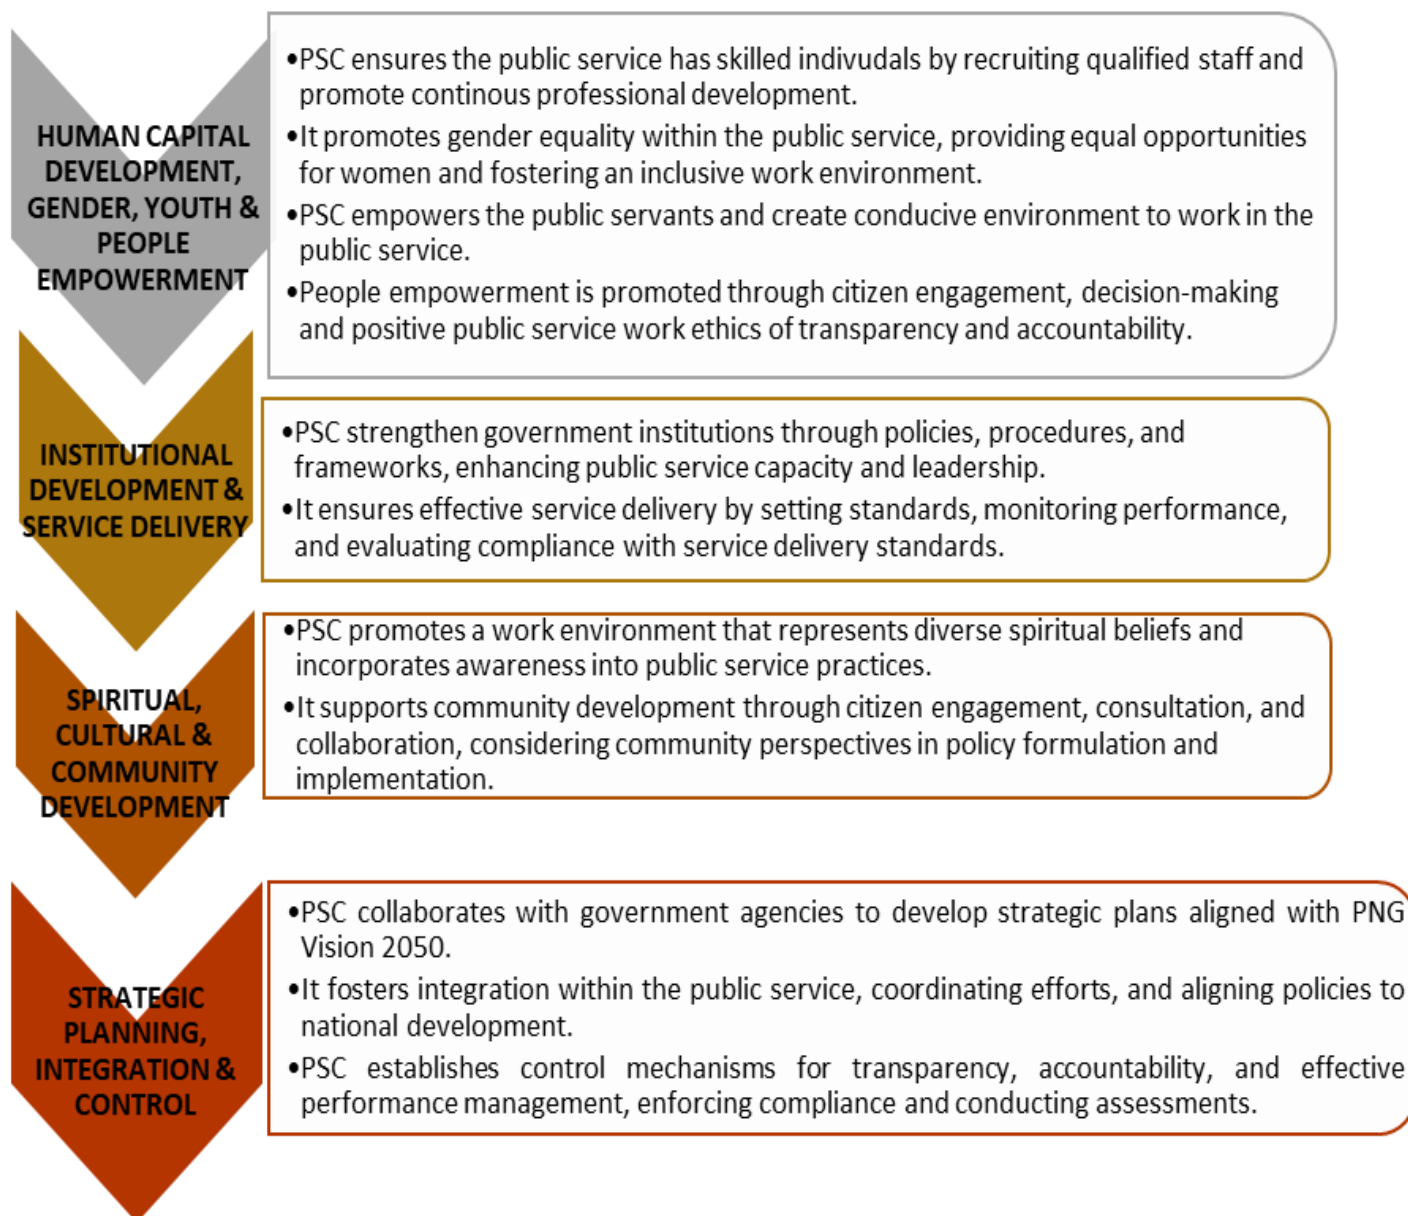 HUMAN CAPITAL
DEVELOPMENT,
GENDER, YOUTH &
PEOPLE
EMPOWERMENT
•PSC ensures the public service has skilled indivudals by recruiting qualified staff and
promote continous professional development.
•It promotes gender equality within the public service, providing equal opportunities
for women and fostering an inclusive work environment.
•PSC empowers the public servants and create conducive environment to work in the
public service.
•People empowerment is promoted through citizen engagement, decision-making
and positive public service work ethics of transparency and accountability.
INSTITUTIONAL
DEVELOPMENT &
SERVICE DELIVERY
•PSC strengthen government institutions through policies, procedures, and
frameworks, enhancing public service capacity and leadership.
•It ensures effective service delivery by setting standards, monitoring performance,
and evaluating compliance with service delivery standards.
SPIRITUAL,
CULTURAL &
COMMUNITY
DEVELOPMENT
•PSC promotes a work environment that represents diverse spiritual beliefs and
incorporates awareness into public service practices.
•It supports community development through citizen engagement, consultation, and
collaboration, considering community perspectives in policy formulation and
implementation.
STRATEGIC
PLANNING,
INTEGRATION &
CONTROL
•PSC collaborates with government agencies to develop strategic plans aligned with PNG
Vision 2050.
•It fosters integration within the public service, coordinating efforts, and aligning policies to
national development.
•PSC establishes control mechanisms for transparency, accountability, and effective
performance management, enforcing compliance and conducting assessments.